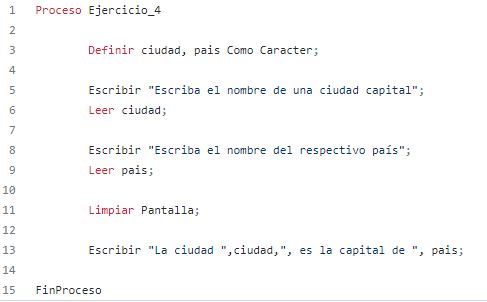 1 Proceso Ejercicio_4
2
3 Definir ciudad, pais Como Caracter;
4
5 Escribir "Escriba el nombre de una ciudad capital";
6 Leer ciudad;
7
8 Escribir "Escriba el nombre del respectivo país";
9 Leer pais;
10
11 Limpiar Pantalla;
12
13 Escribir "La ciudad ",ciudad,", es la capital de ", pais;
14
15 FinProceso